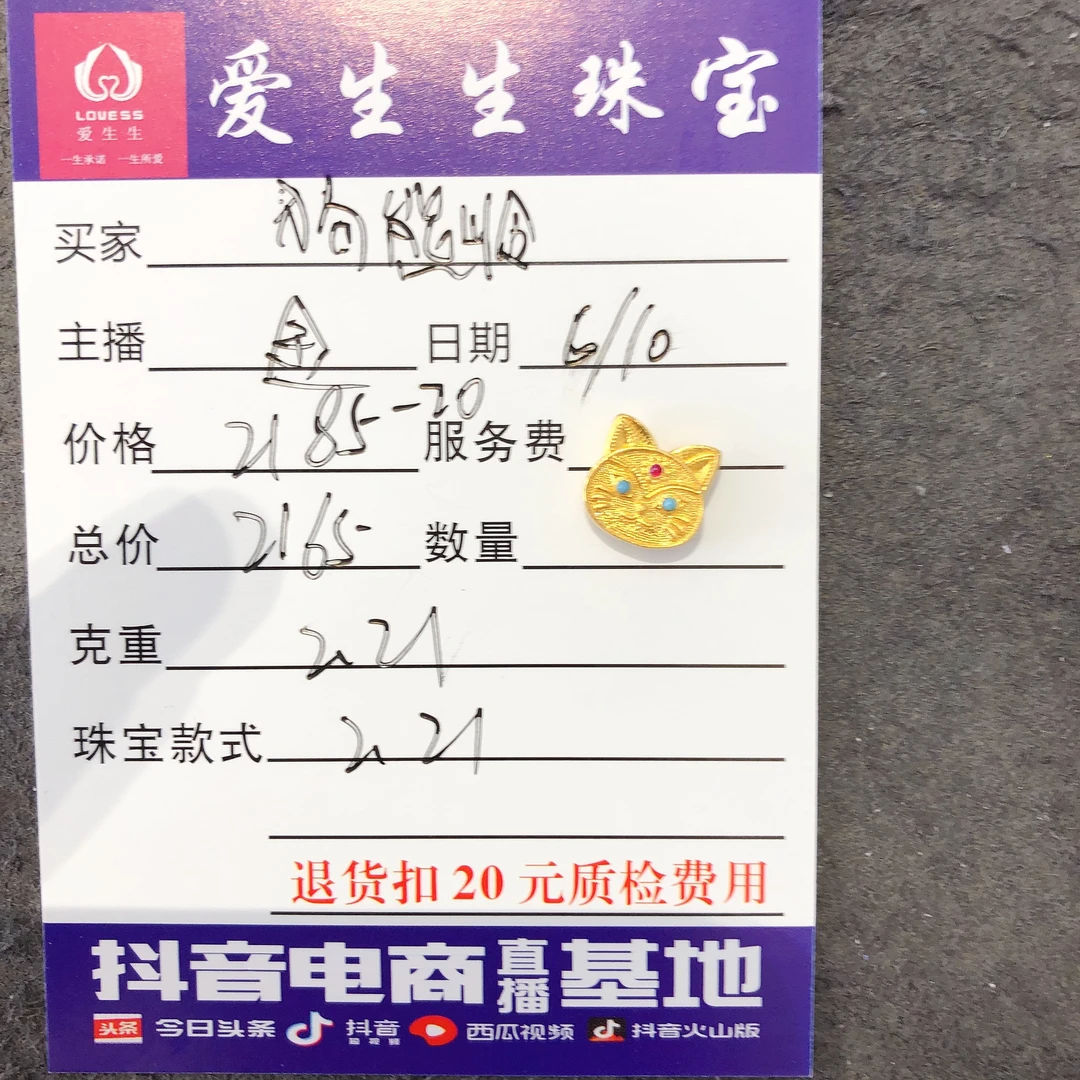 LOVESS
爱生生
一生承诺 一生所爱
爱生生珠宝
买家
主播 金 日期 6/10
价格 2185-20 服务费
总价 2165 数量
克重 2.21
珠宝款式 2.21
退货扣20元质检费用
抖音电商直播基地
头条 今日头条 抖音 短视频 西瓜视频 抖音火山版